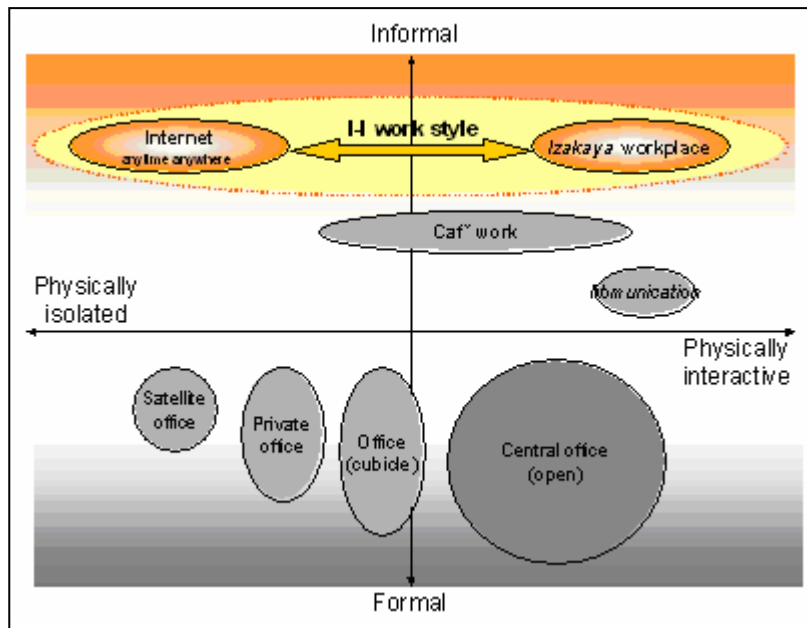 Informal
I-I work style
Internet
anytime anywhere
Izakaya workplace
Caf˜ work
Physically
isolated
Physically
interactive
Satellite
office
Private
office
Office
(cubicle)
Central office
(open)
Formal